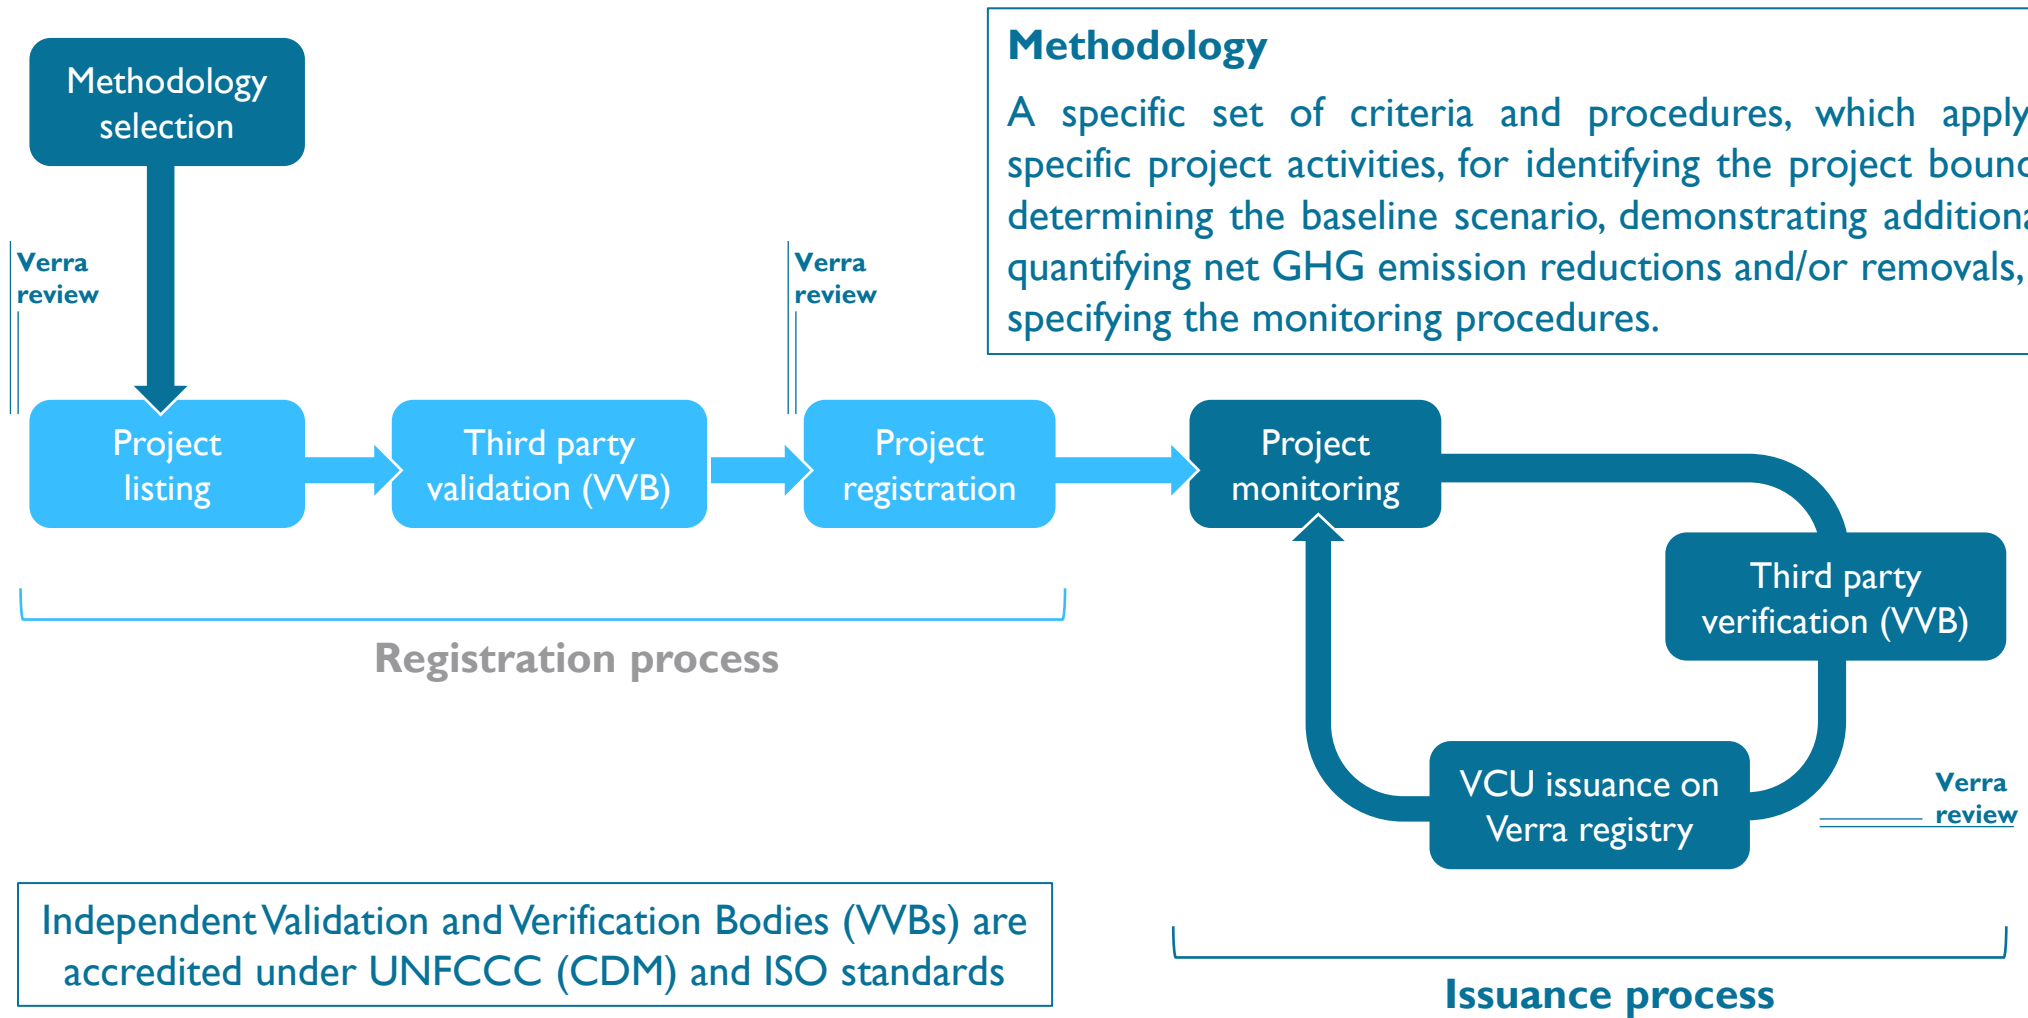 Methodology
selection
Methodology
A specific set of criteria and procedures, which apply
specific project activities, for identifying the project
determining the baseline scenario, demonstrating
quantifying net GHG emission reductions and/or removals,
specifying the monitoring procedures.
Verra
review
Verra
review
Project
listing
Third party
validation (VVB)
Project
registration
Project
monitoring
Third party
verification (VVB)
Registration process
VCU issuance on
Verra registry
Verra
review
Independent Validation and Verification Bodies (VVBs) are
accredited under UNFCCC (CDM) and ISO standards
Issuance process